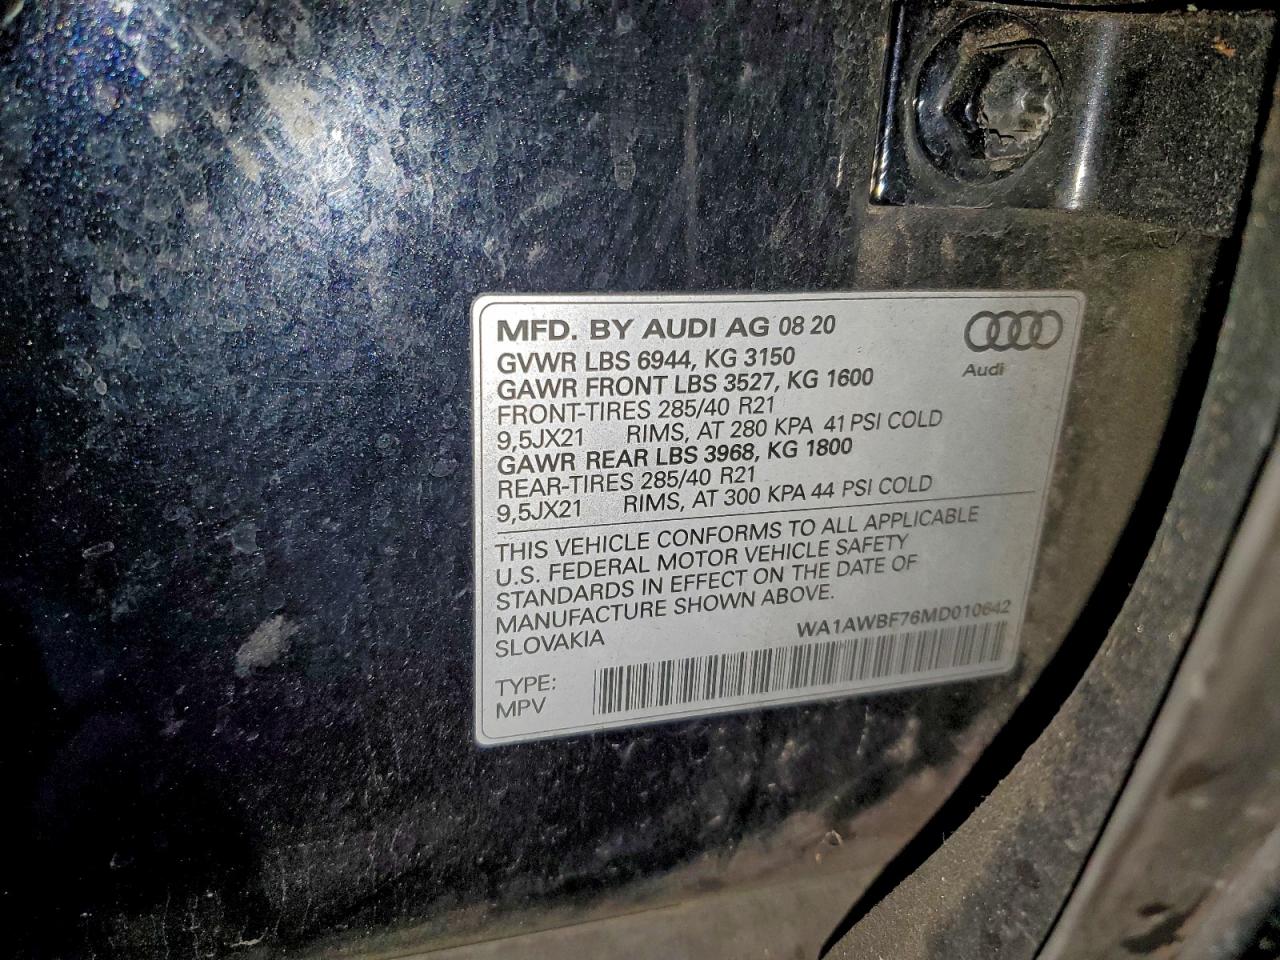 MFD. BY AUDI AG 08 20
GVWR LBS 6944, KG 3150
GAWR FRONT LBS 3527, KG 1600
FRONT-TIRES 285/40 R21
9,5JX21 RIMS, AT 280 KPA 41 PSI COLD
GAWR REAR LBS 3968, KG 1800
REAR-TIRES 285/40 R21
9,5JX21 RIMS, AT 300 KPA 44 PSI COLD
Audi
THIS VEHICLE CONFORMS TO ALL APPLICABLE
U.S. FEDERAL MOTOR VEHICLE SAFETY
STANDARDS IN EFFECT ON THE DATE OF
MANUFACTURE SHOWN ABOVE.
SLOVAKIA
WA1AWBF76MD010642
TYPE:
MPV